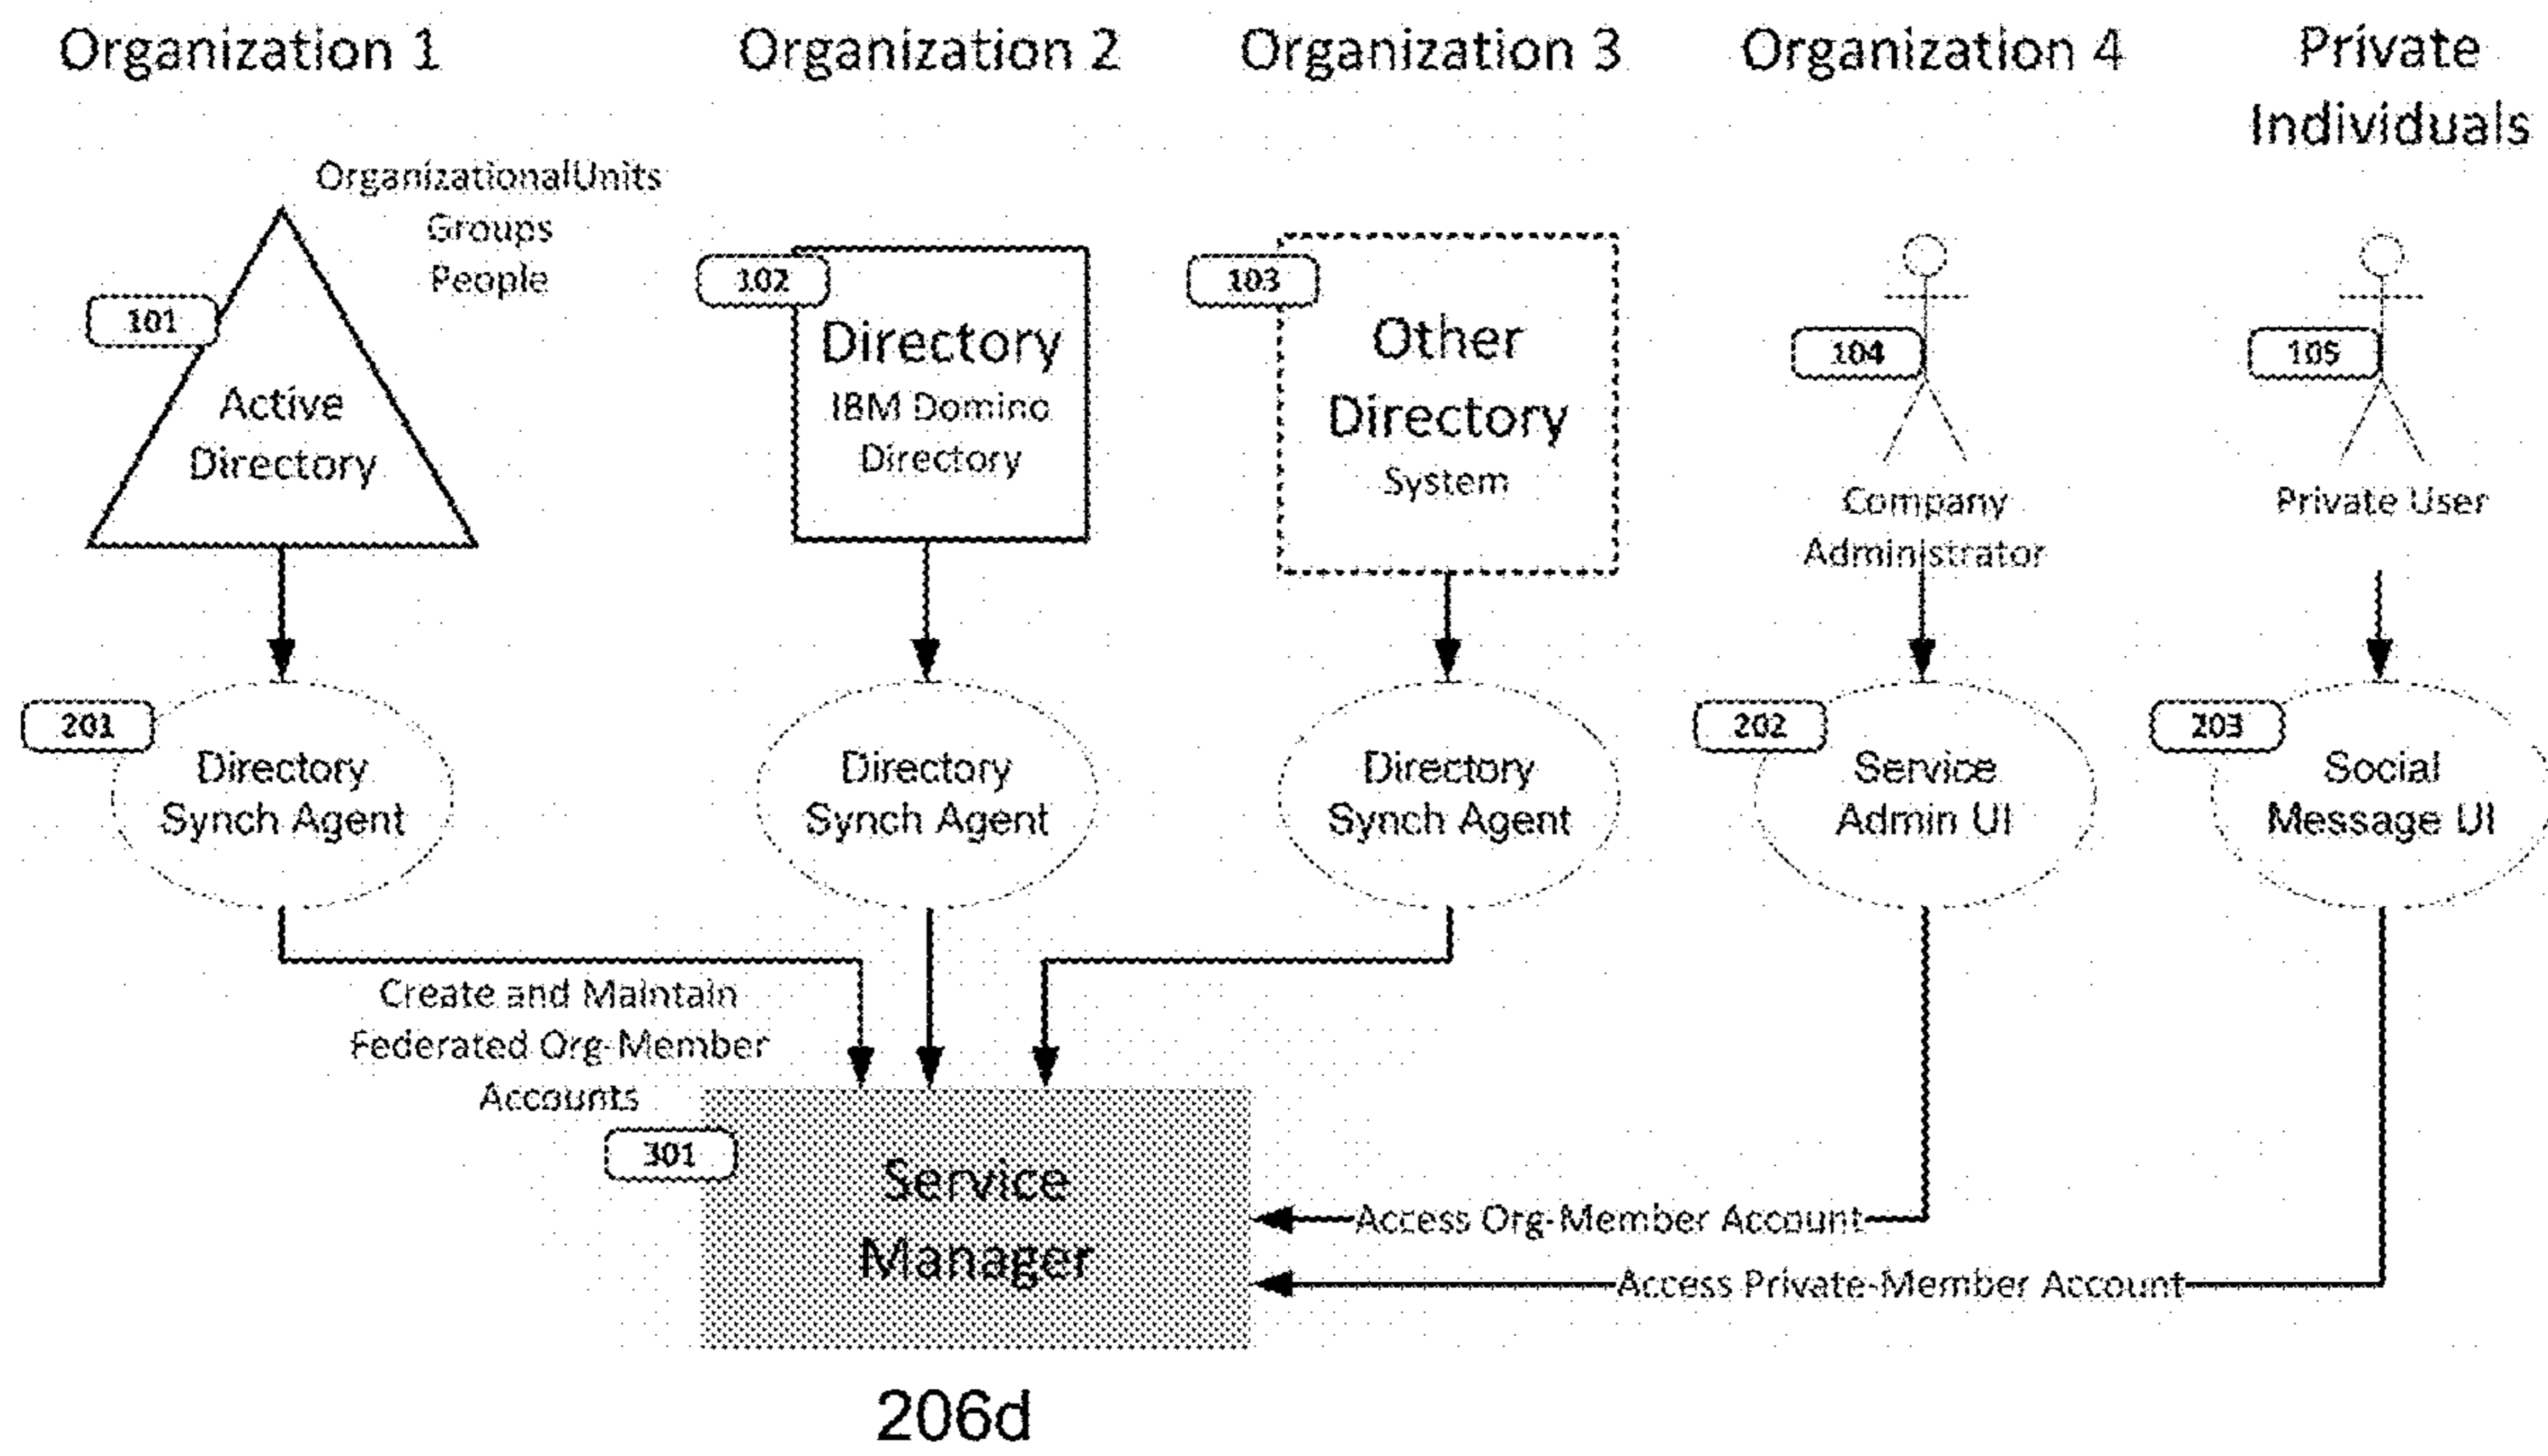 Organization 1
Organization 2
Organization 3
Organization 4
Private
Individuals
OrganizationalUnits
Groups
People
101
Active
Directory
102
Directory
IBM Domino
Directory
103
Other
Directory
System
104
Company
Administrator
105
Private User
201
Directory
Synch Agent
Directory
Synch Agent
Directory
Synch Agent
202
Service
Admin UI
203
Social
Message UI
Create and Maintain
Federated Org-Member
Accounts
301
Service
Manager
Access Org-Member Account
Access Private-Member Account
206d